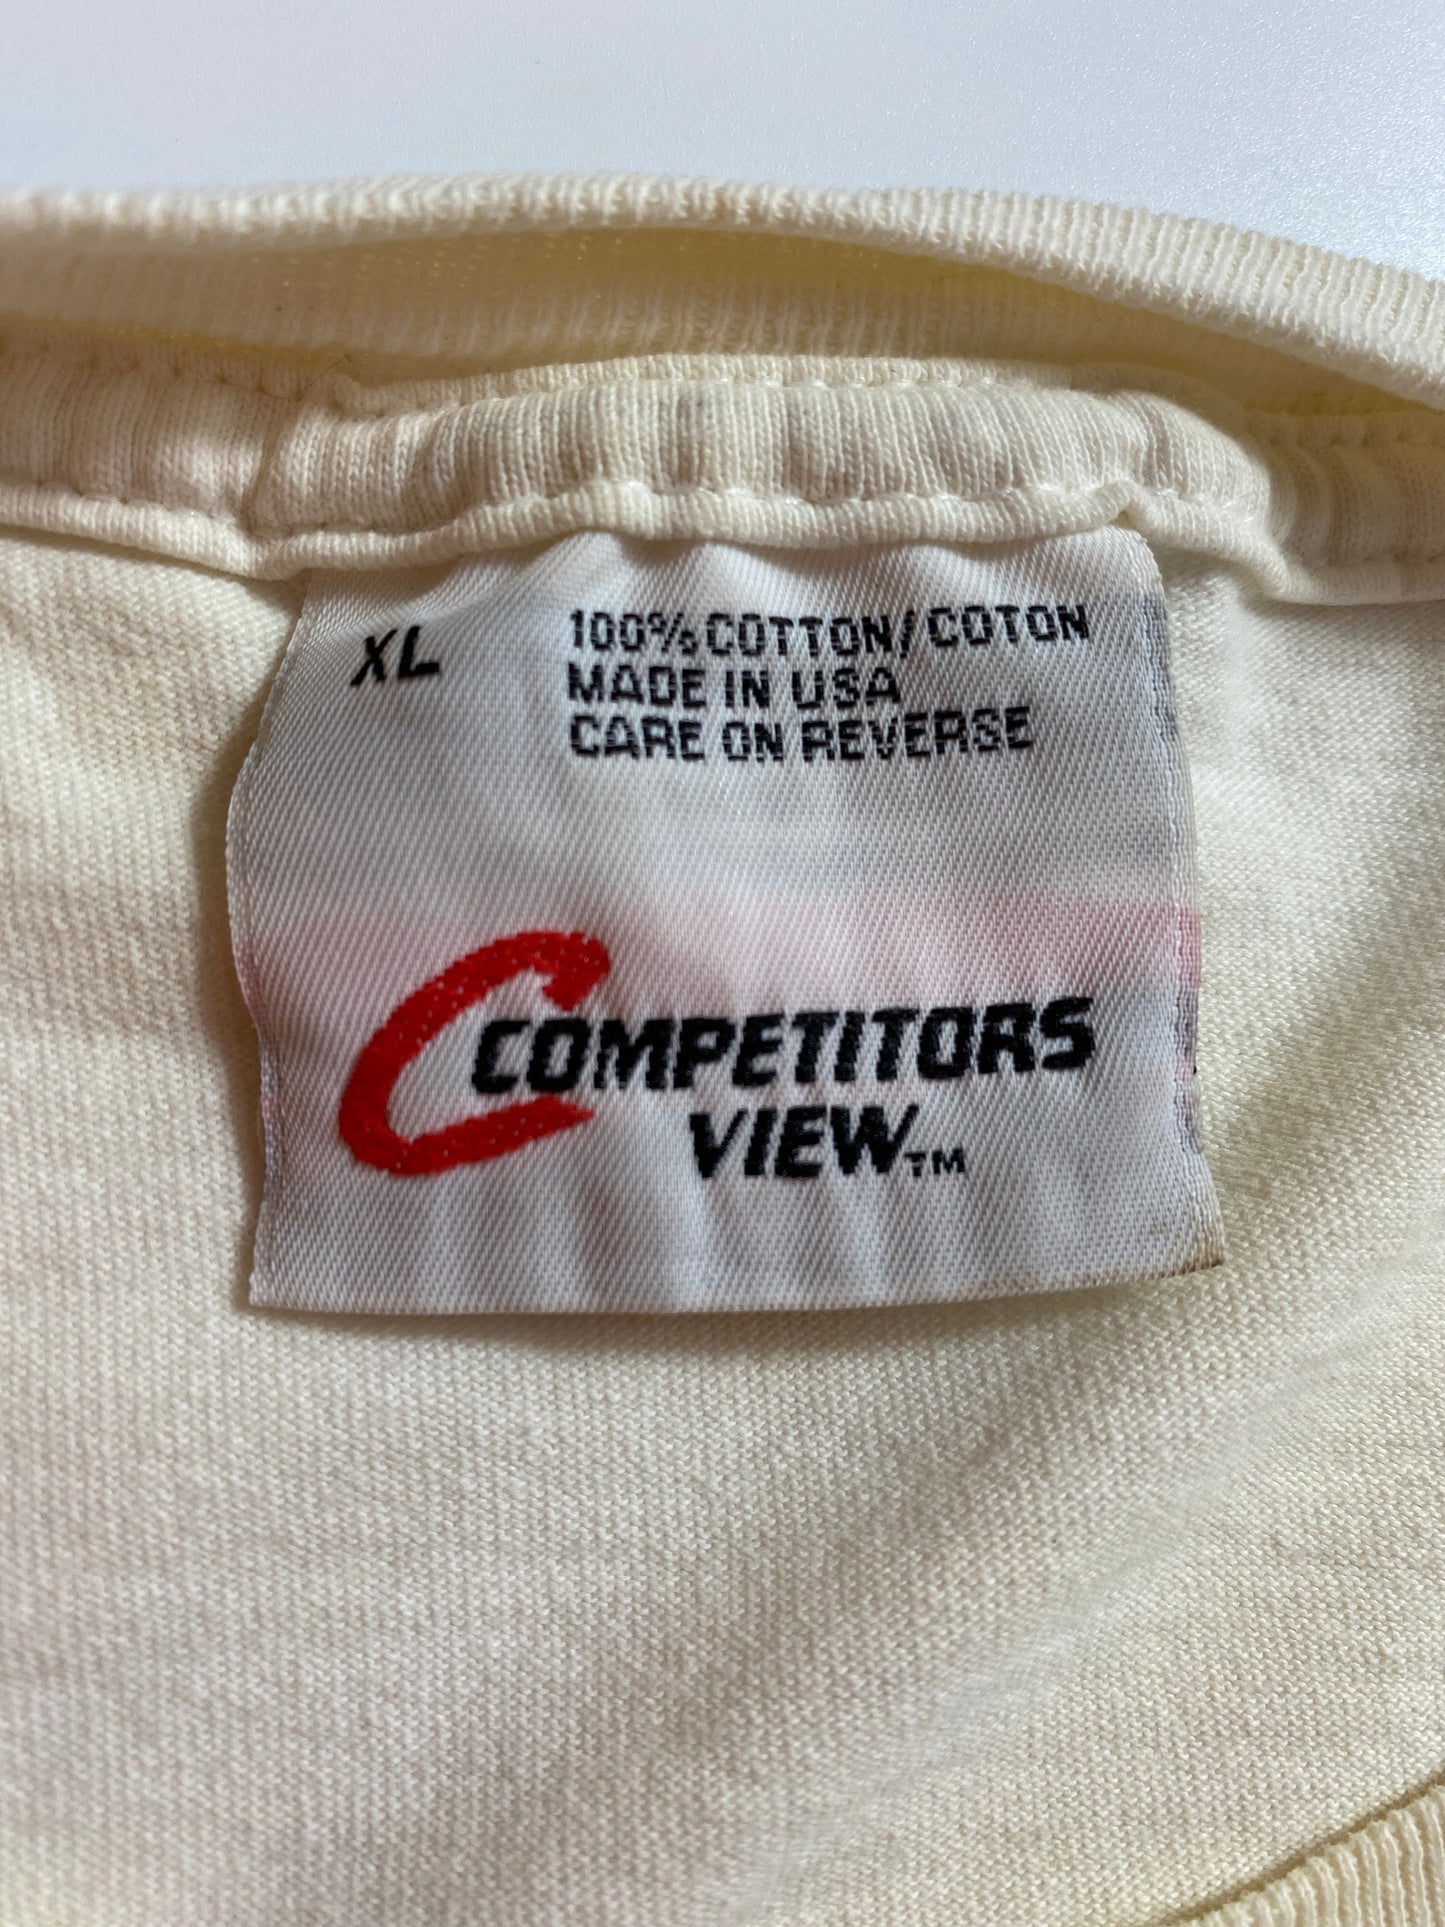 XL
100% COTTON/COTON
MADE IN USA
CARE ON REVERSE
COMPETITORS
VIEW™